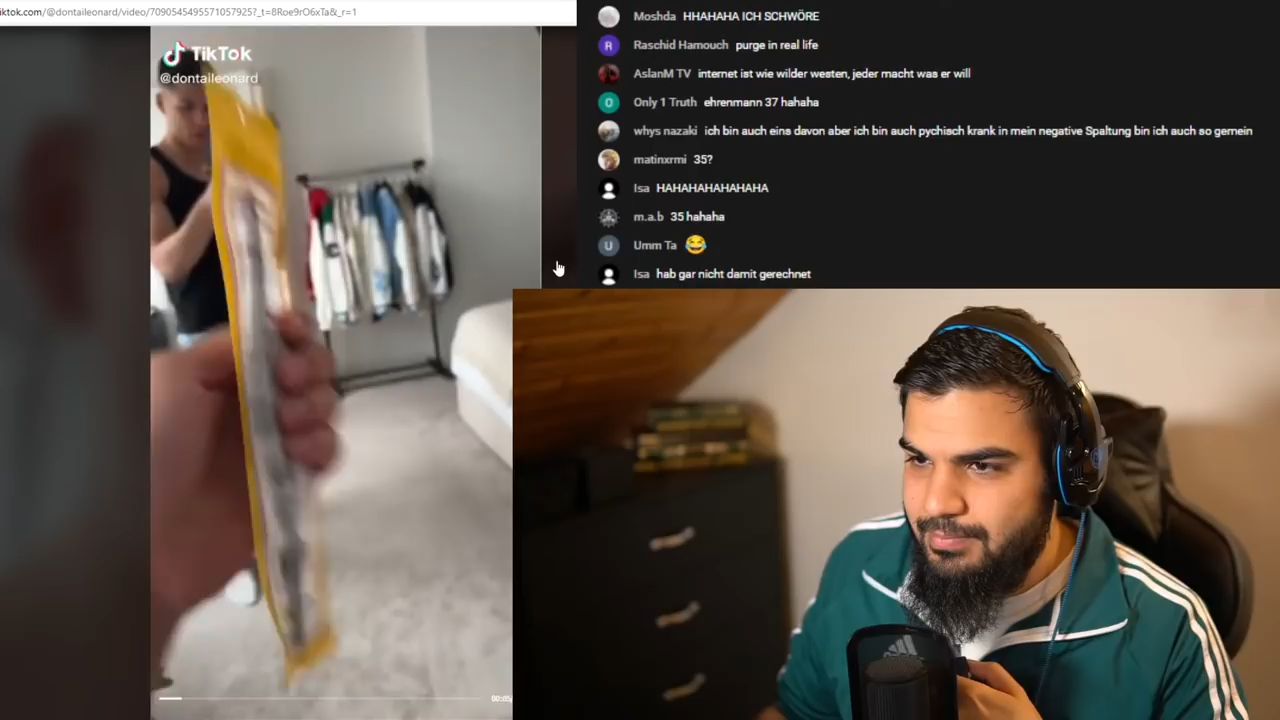 iktok.com/@dontaileonard/video/7090545495571057925?_t=8Roe9rO6xTa&_r=1
TikTok
@dontaileonard
Moshda HHAHAHA ICH SCHWÖRE
R Raschid Hamouch purge in real life
AslanM TV internet ist wie wilder westen, jeder macht was er will
O Only 1 Truth ehrenmann 37 hahaha
whys nazaki ich bin auch eins davon aber ich bin auch pychisch krank in mein negative Spaltung bin ich auch so gemein
matinxrmi 35?
Isa HAHAHAHAHAHAHA
m.a.b 35 hahaha
U Umm Ta 😂
Isa hab gar nicht damit gerechnet
adidas